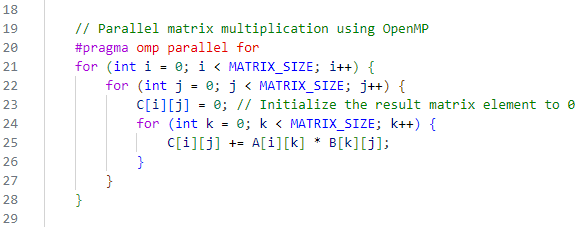 18
19 // Parallel matrix multiplication using OpenMP
20 #pragma omp parallel for
21 for (int i = 0; i < MATRIX_SIZE; i++) {
22 for (int j = 0; j < MATRIX_SIZE; j++) {
23 C[i][j] = 0; // Initialize the result matrix element to 0
24 for (int k = 0; k < MATRIX_SIZE; k++) {
25 C[i][j] += A[i][k] * B[k][j];
26 }
27 }
28 }
29